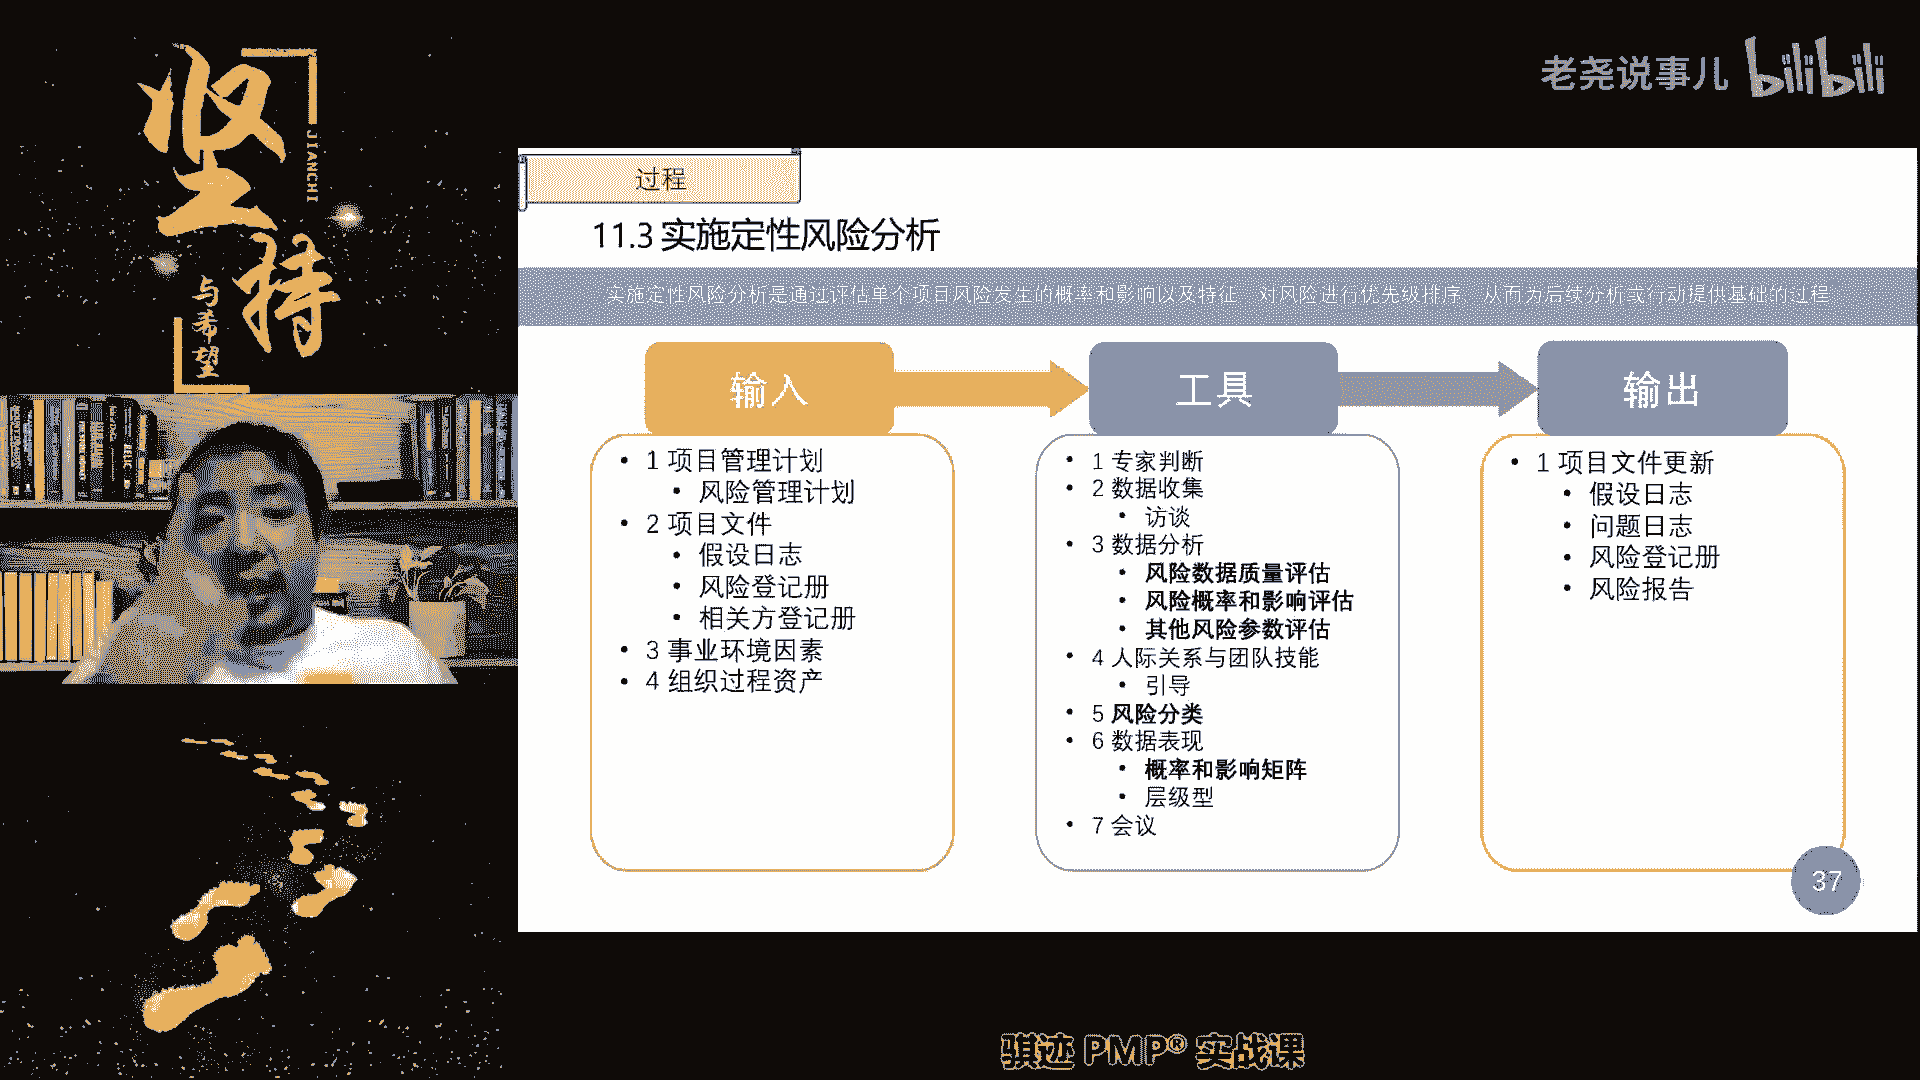 坚持
JIANCHI
与希望
老尧说事儿 bilibili
过程
11.3 实施定性风险分析
实施定性风险分析是通过评估单个项目风险发生的概率和影响以及特征 对风险进行优先级排序 从而为后续分析或行动提供基础的过程
输入
• 1 项目管理计划
• 风险管理计划
• 2 项目文件
• 假设日志
• 风险登记册
• 相关方登记册
• 3 事业环境因素
• 4 组织过程资产
工具
• 1 专家判断
• 2 数据收集
• 访谈
• 3 数据分析
• 风险数据质量评估
• 风险概率和影响评估
• 其他风险参数评估
• 4 人际关系与团队技能
• 引导
• 5 风险分类
• 6 数据表现
• 概率和影响矩阵
• 层级型
• 7 会议
输出
• 1 项目文件更新
• 假设日志
• 问题日志
• 风险登记册
• 风险报告
37
骐迹 PMP® 实战课